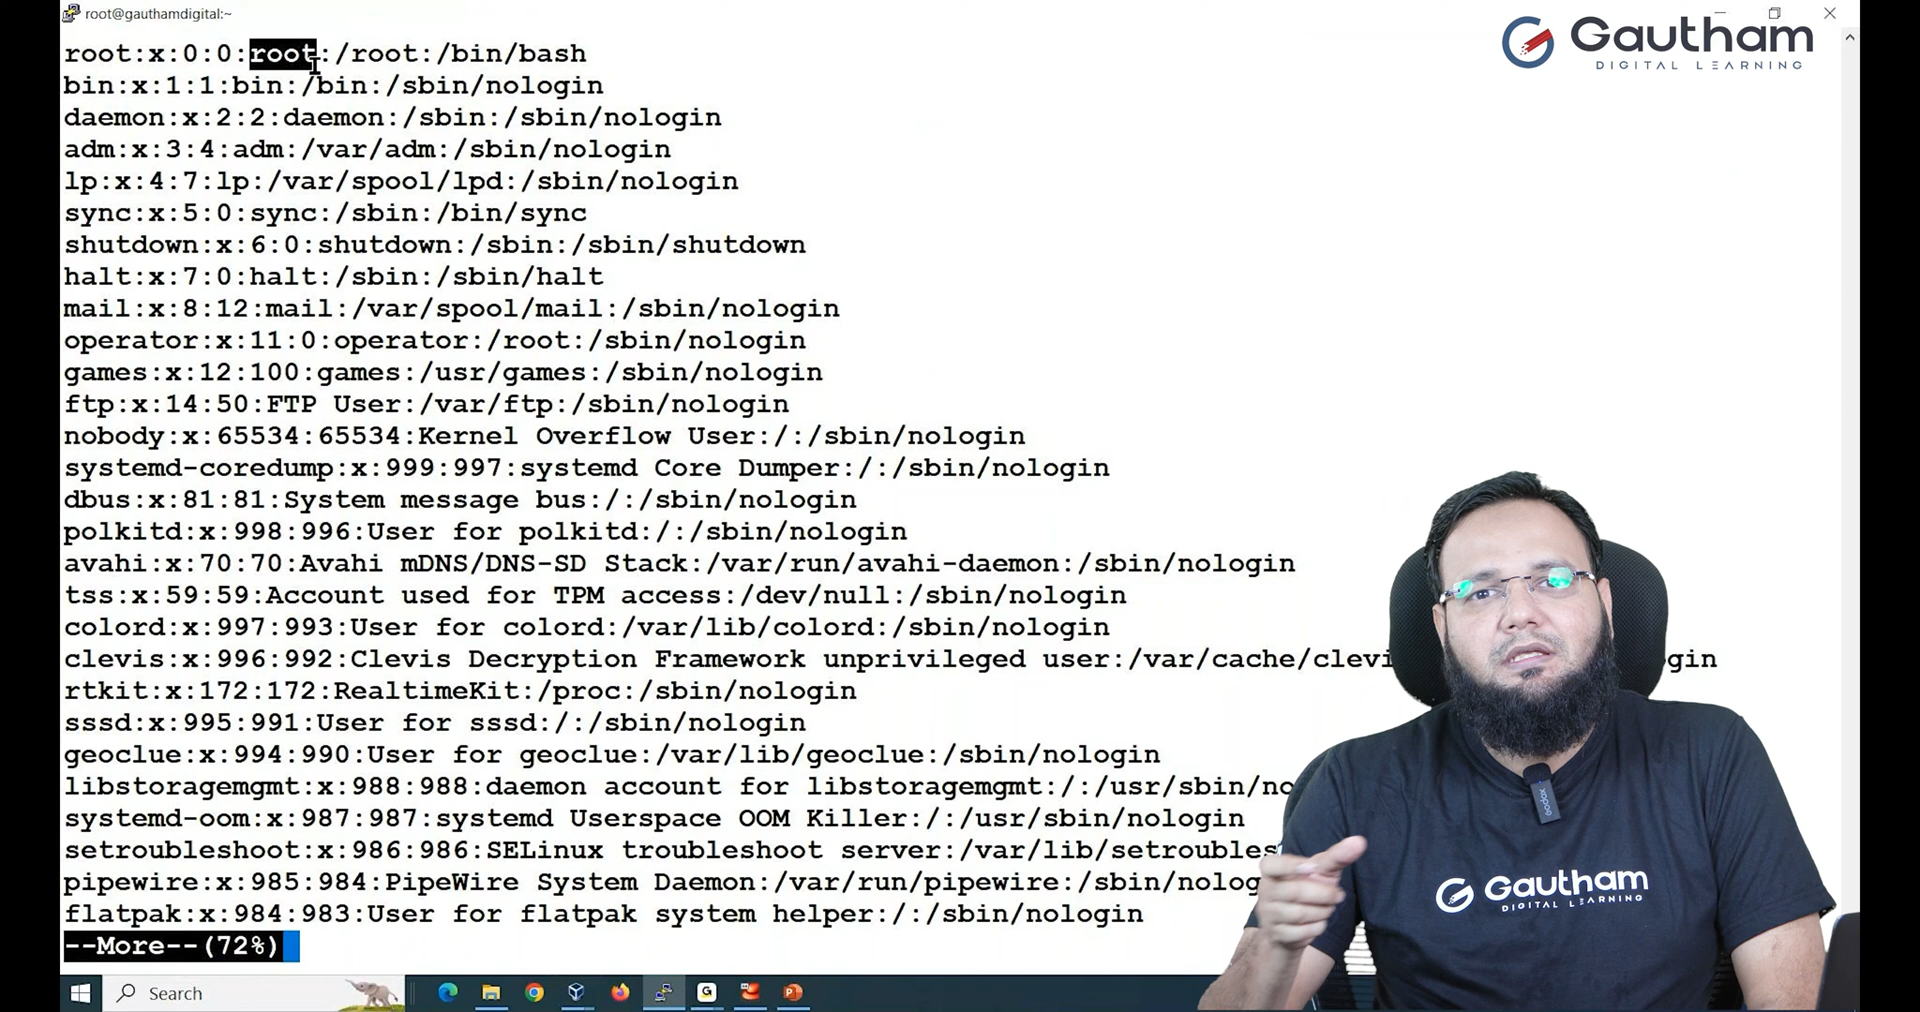 root@gauthamdigital:~
Gautham
DIGITAL LEARNING
root:x:0:0:root:/root:/bin/bash
bin:x:1:1:bin:/bin:/sbin/nologin
daemon:x:2:2:daemon:/sbin:/sbin/nologin
adm:x:3:4:adm:/var/adm:/sbin/nologin
lp:x:4:7:lp:/var/spool/lpd:/sbin/nologin
sync:x:5:0:sync:/sbin:/bin/sync
shutdown:x:6:0:shutdown:/sbin:/sbin/shutdown
halt:x:7:0:halt:/sbin:/sbin/halt
mail:x:8:12:mail:/var/spool/mail:/sbin/nologin
operator:x:11:0:operator:/root:/sbin/nologin
games:x:12:100:games:/usr/games:/sbin/nologin
ftp:x:14:50:FTP User:/var/ftp:/sbin/nologin
nobody:x:65534:65534:Kernel Overflow User:/:/sbin/nologin
systemd-coredump:x:999:997:systemd Core Dumper:/:/sbin/nologin
dbus:x:81:81:System message bus:/:/sbin/nologin
polkitd:x:998:996:User for polkitd:/:/sbin/nologin
avahi:x:70:70:Avahi mDNS/DNS-SD Stack:/var/run/avahi-daemon:/sbin/nologin
tss:x:59:59:Account used for TPM access:/dev/null:/sbin/nologin
colord:x:997:993:User for colord:/var/lib/colord:/sbin/nologin
clevis:x:996:992:Clevis Decryption Framework unprivileged user:/var/cache/clevi gin
rtkit:x:172:172:RealtimeKit:/proc:/sbin/nologin
sssd:x:995:991:User for sssd:/:/sbin/nologin
geoclue:x:994:990:User for geoclue:/var/lib/geoclue:/sbin/nologin
libstoragemgmt:x:988:988:daemon account for libstoragemgmt:/:/usr/sbin/no
systemd-oom:x:987:987:systemd Userspace OOM Killer:/:/usr/sbin/nologin
setroubleshoot:x:986:986:SELinux troubleshoot server:/var/lib/setroubles
pipewire:x:985:984:PipeWire System Daemon:/var/run/pipewire:/sbin/nolog
flatpak:x:984:983:User for flatpak system helper:/:/sbin/nologin
--More--(72%)
Godox
Gautham
DIGITAL LEARNING
Search